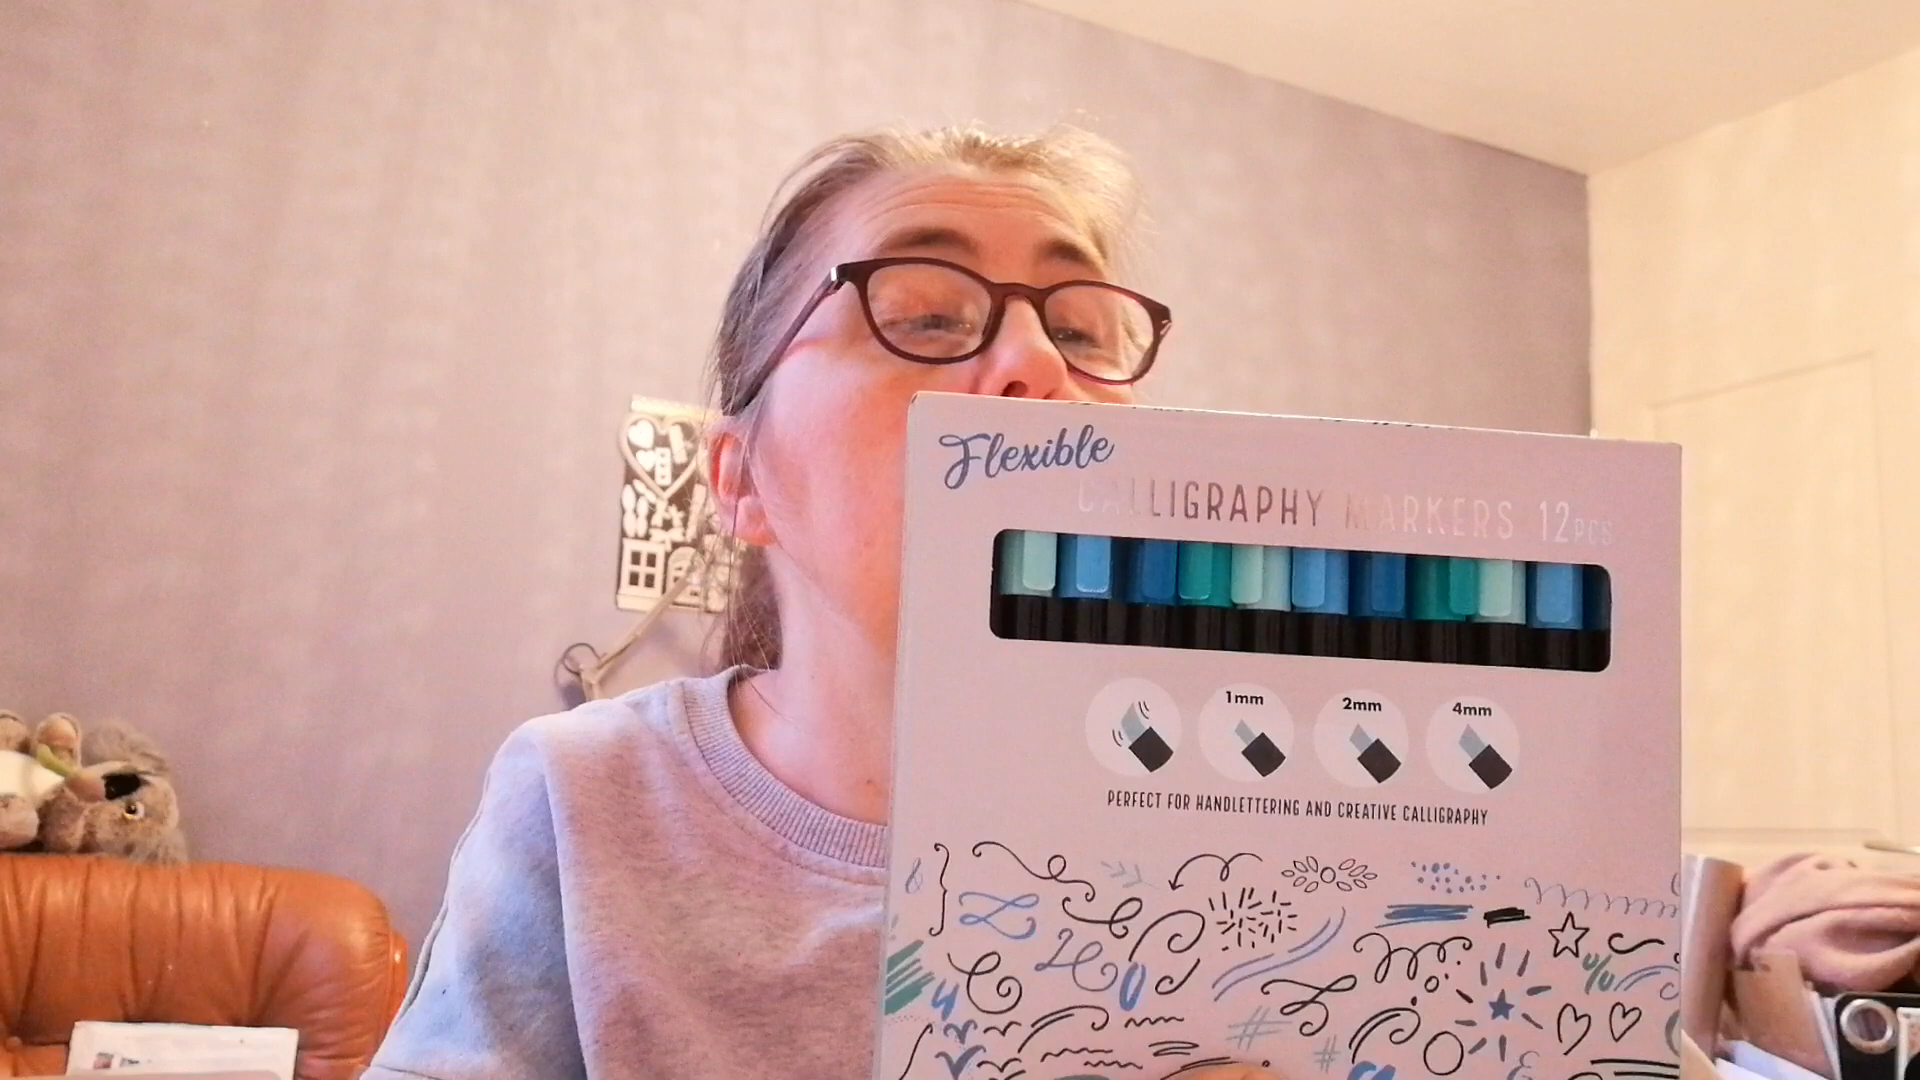 Flexible
CALLIGRAPHY MARKERS 12PCS
1mm 2mm 4mm
PERFECT FOR HANDLETTERING AND CREATIVE CALLIGRAPHY